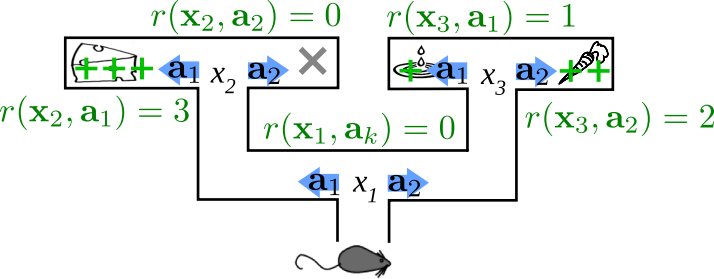 r(x₂, a₂) = 0
r(x₃, a₁) = 1
a₁ x₂ a₂
a₁ x₃ a₂
r(x₂, a₁) = 3
r(x₁, aₖ) = 0
r(x₃, a₂) = 2
a₁ x₁ a₂